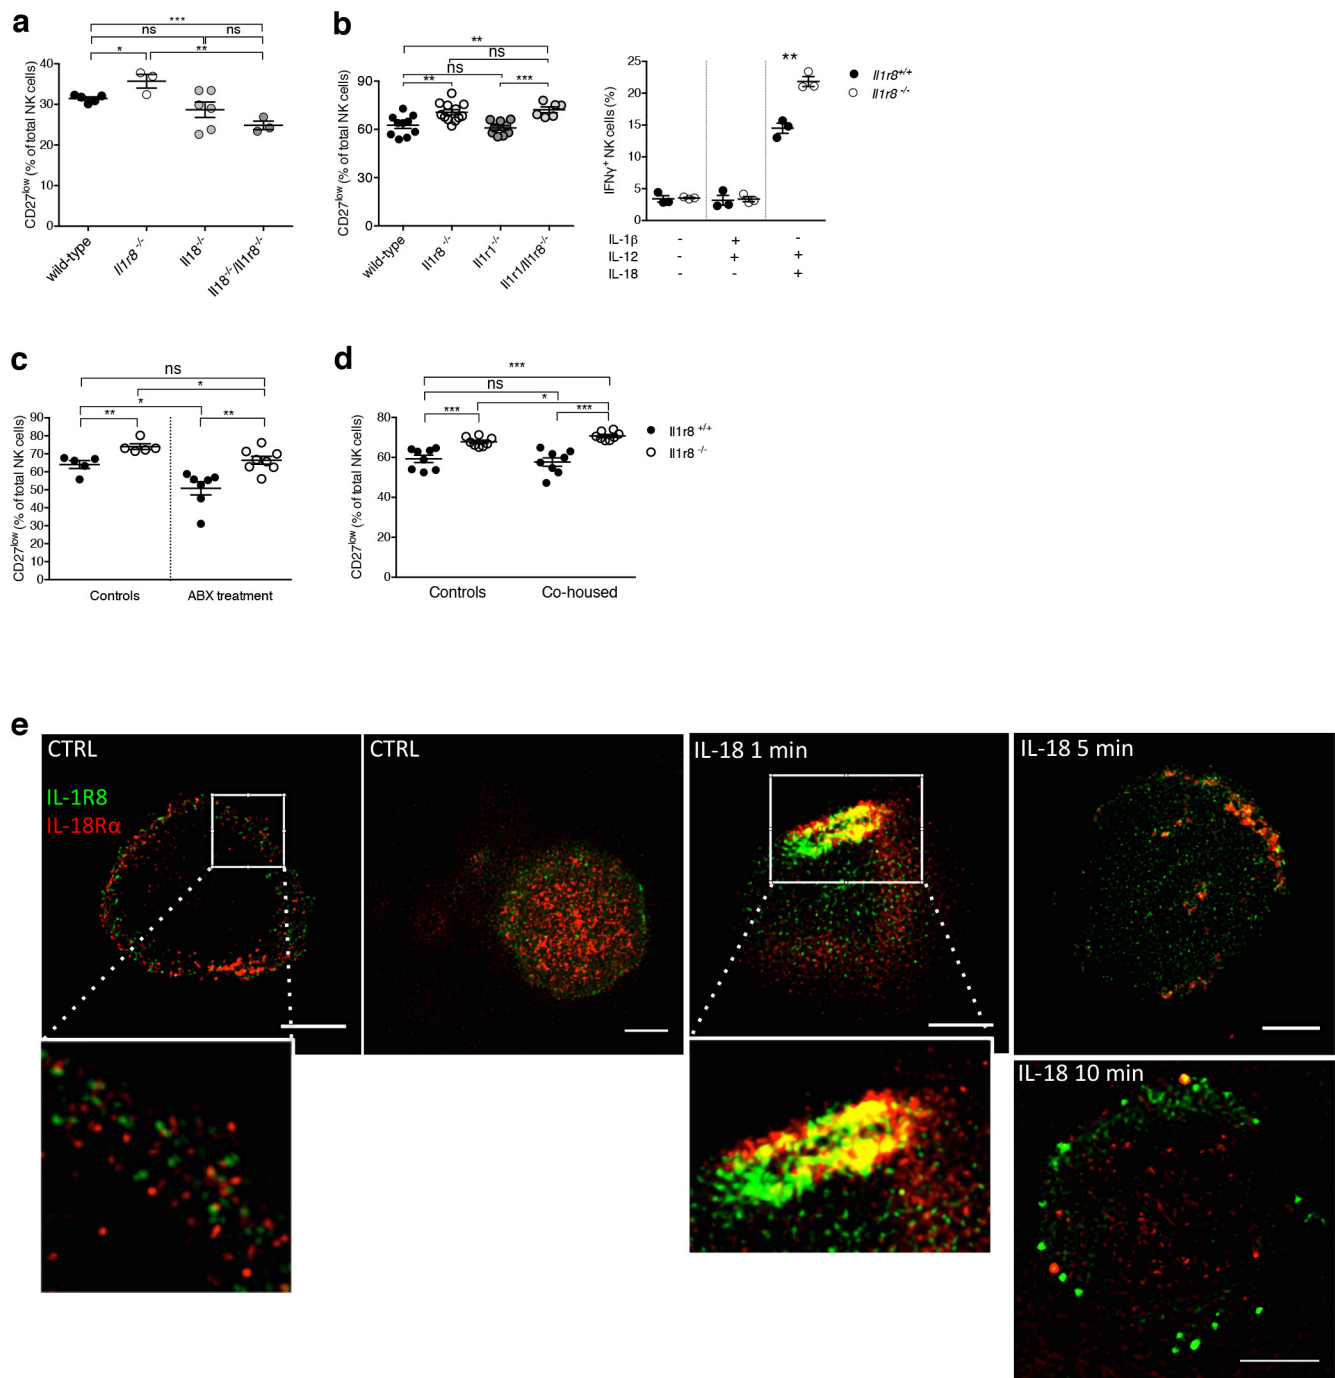 a
***
ns
ns
*
**
CD27low (% of total NK cells)
40
30
20
10
0
wild-type
Il1r8 -/-
Il18-/-
Il18-/-/Il1r8-/-
b
**
ns
ns
**
***
CD27low (% of total NK cells)
90
60
30
0
wild-type
Il1r8 -/-
Il1r1-/-
Il1r1/Il1r8-/-
**
IFNγ+ NK cells (%)
25
20
15
10
5
0
Il1r8+/+
Il1r8 -/-
IL-1β - + -
IL-12 - + +
IL-18 - - +
c
ns
*
*
**
**
CD27low (% of total NK cells)
90
80
70
60
50
40
30
20
10
0
Controls
ABX treatment
d
***
ns
*
***
***
CD27low (% of total NK cells)
80
60
40
20
0
Controls
Co-housed
Il1r8 +/+
Il1r8 -/-
e
CTRL
IL-1R8
IL-18Rα
CTRL
IL-18 1 min
IL-18 5 min
IL-18 10 min